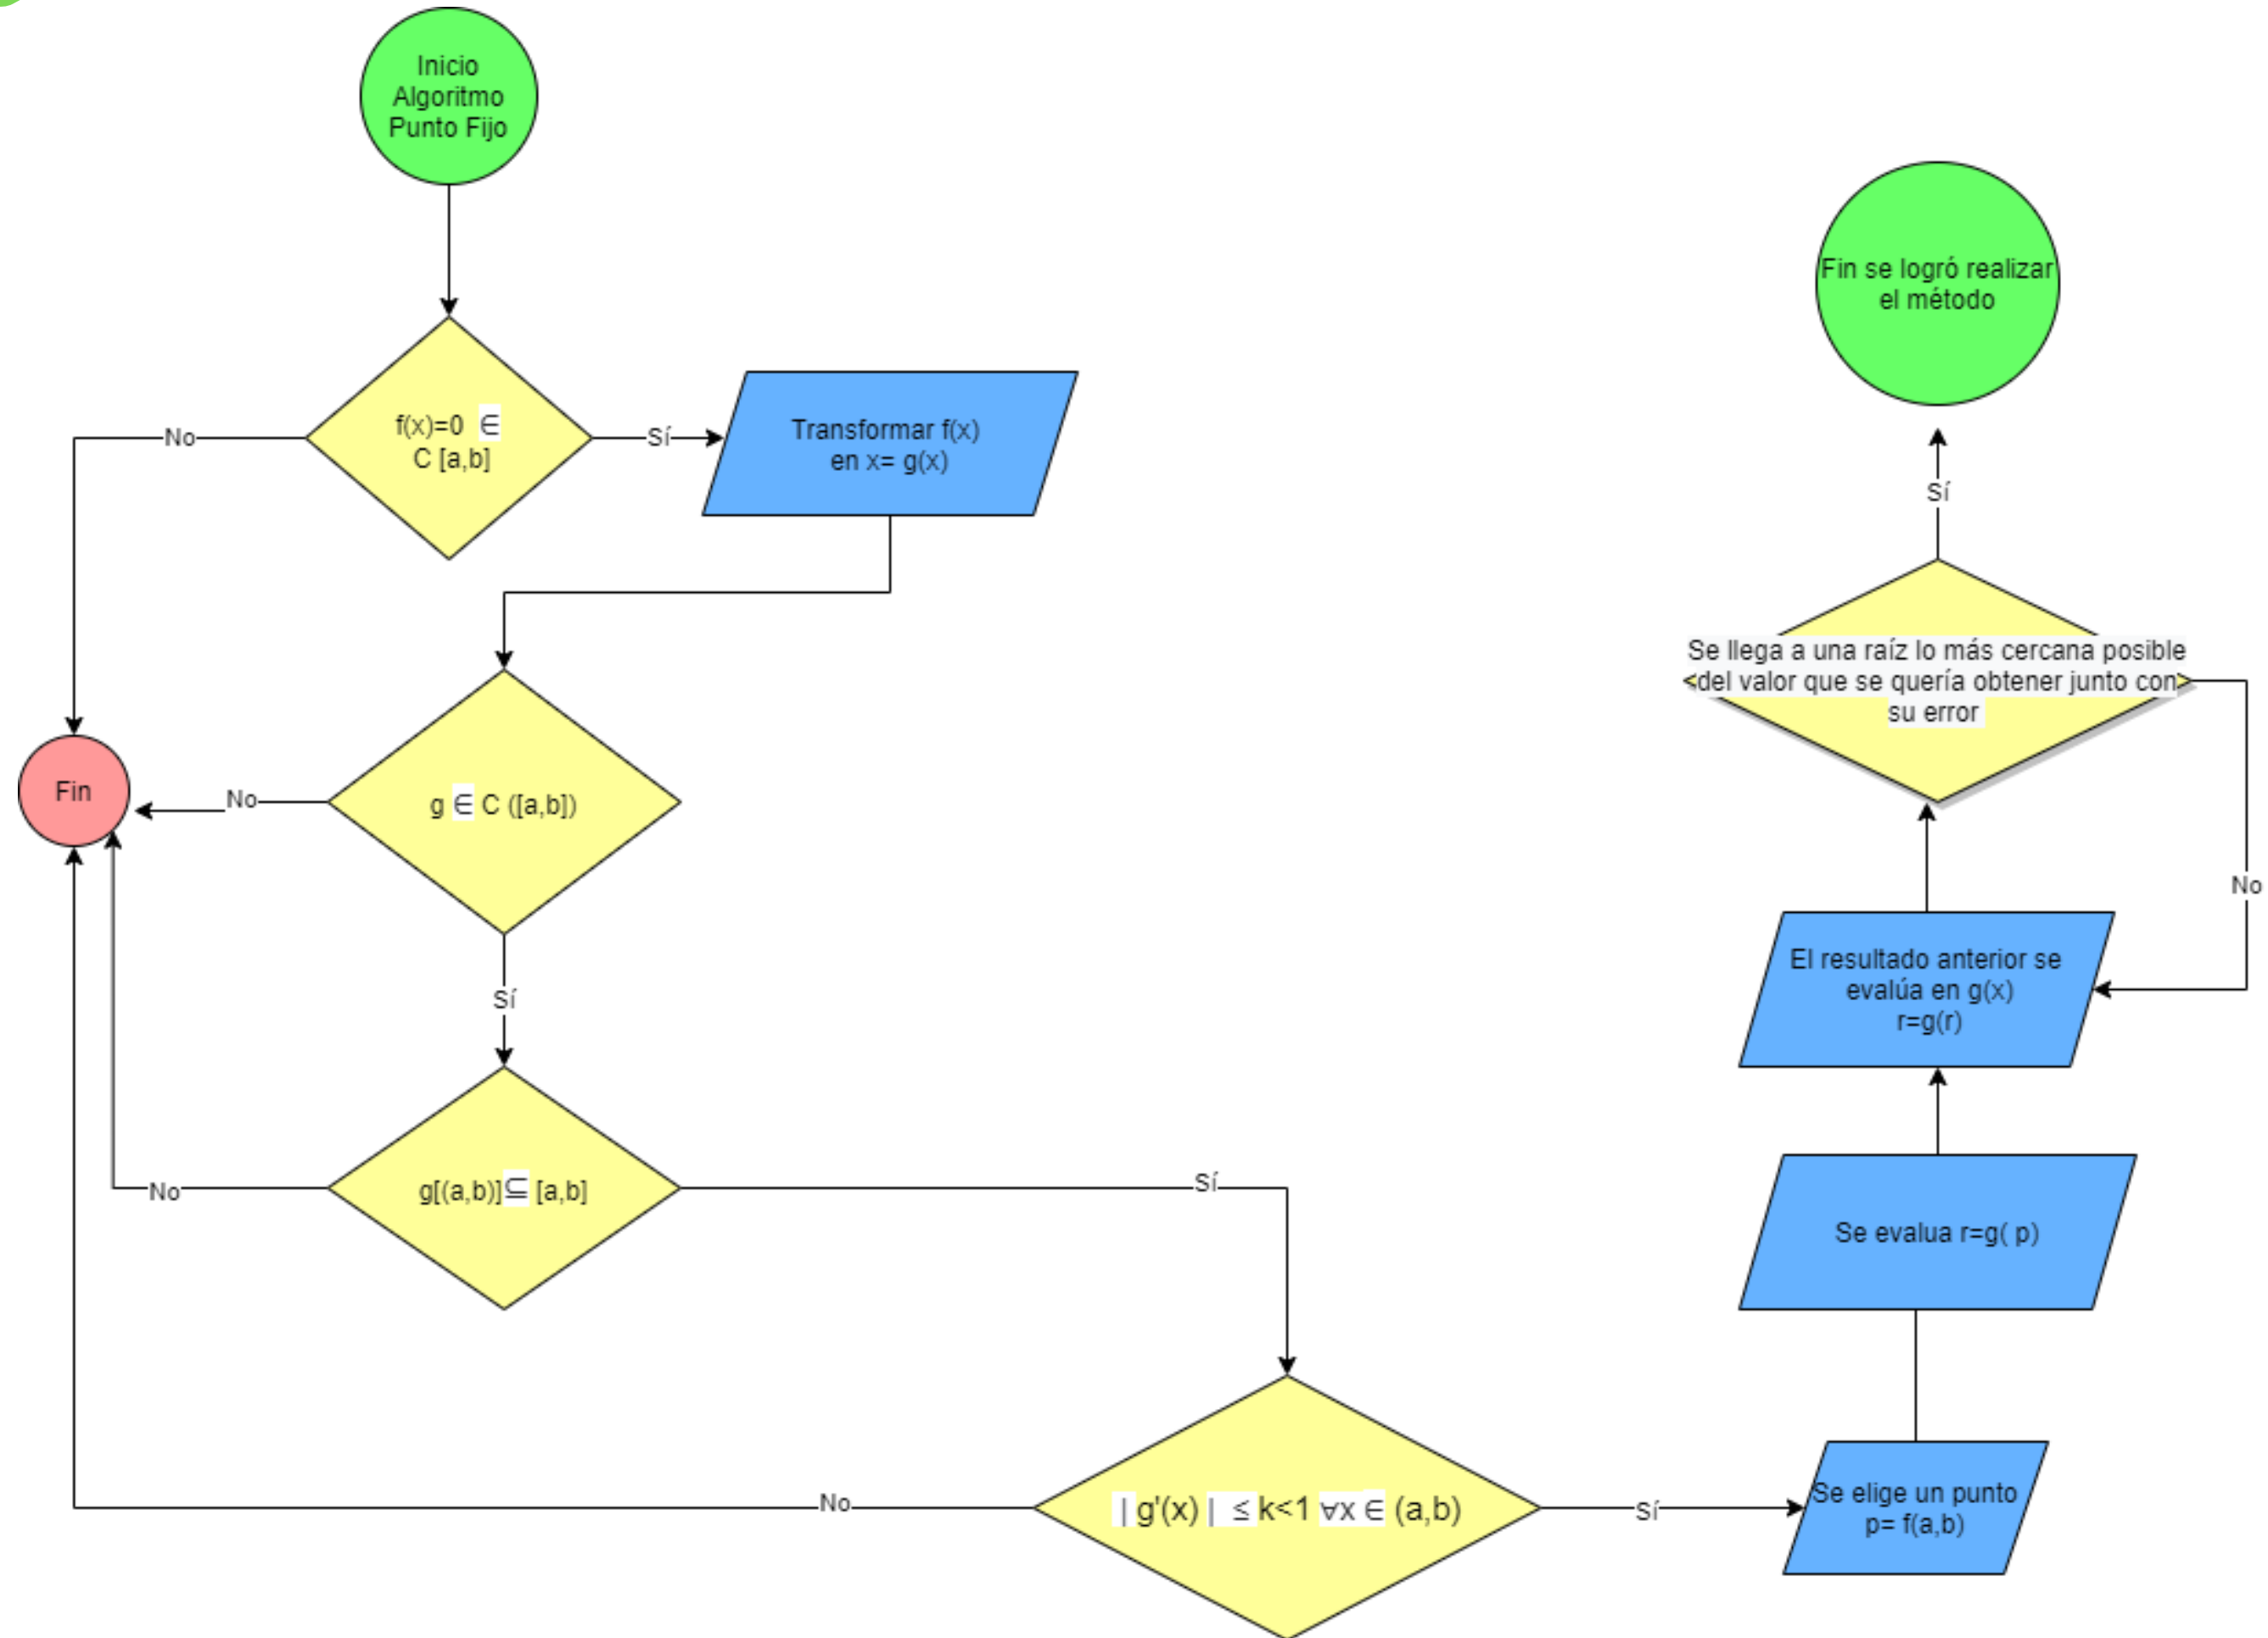 Inicio
Algoritmo
Punto Fijo
f(x)=0 ∈
C [a,b]
No
Sí
Transformar f(x)
en x= g(x)
Fin
No
g ∈ C ([a,b])
Sí
No
g[(a,b)]⊆ [a,b]
Sí
No
| g'(x) | ≤ k<1 ∀x ∈ (a,b)
Sí
Se elige un punto
p= f(a,b)
Se evalua r=g( p)
El resultado anterior se
evalúa en g(x)
r=g(r)
Se llega a una raíz lo más cercana posible
del valor que se quería obtener junto con
su error
No
Sí
Fin se logró realizar
el método